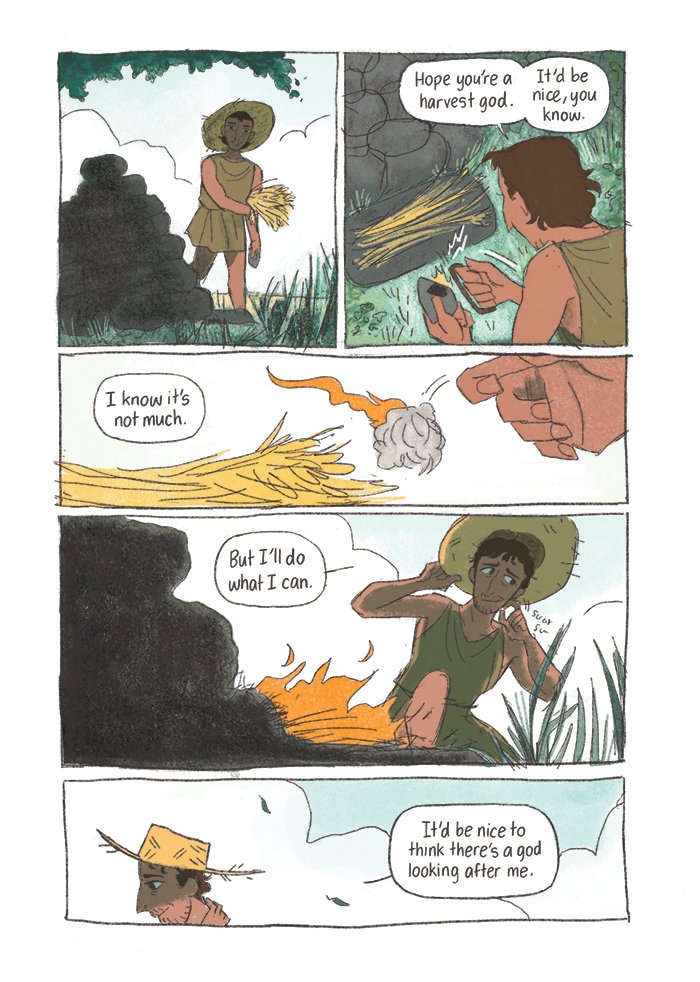 Hope you're a
harvest god.
It'd be
nice, you
know.
I know it's
not much.
But I'll do
what I can.
It'd be nice to
think there's a god
looking after me.